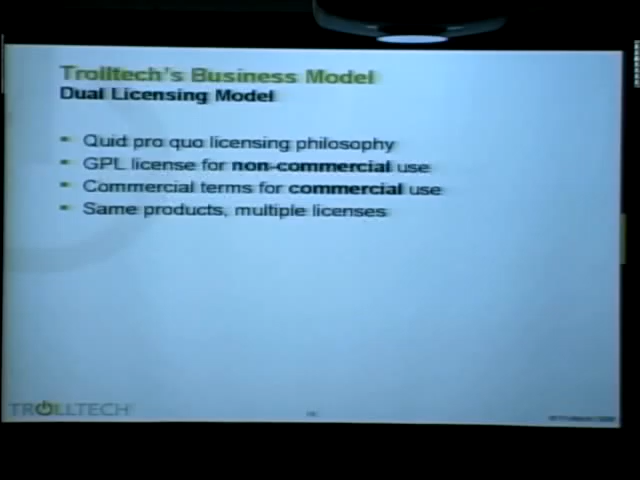 Trolltech's Business Model
Dual Licensing Model
Quid pro quo licensing philosophy
GPL license for non-commercial use
Commercial terms for commercial use
Same products, multiple licenses
TROLLTECH